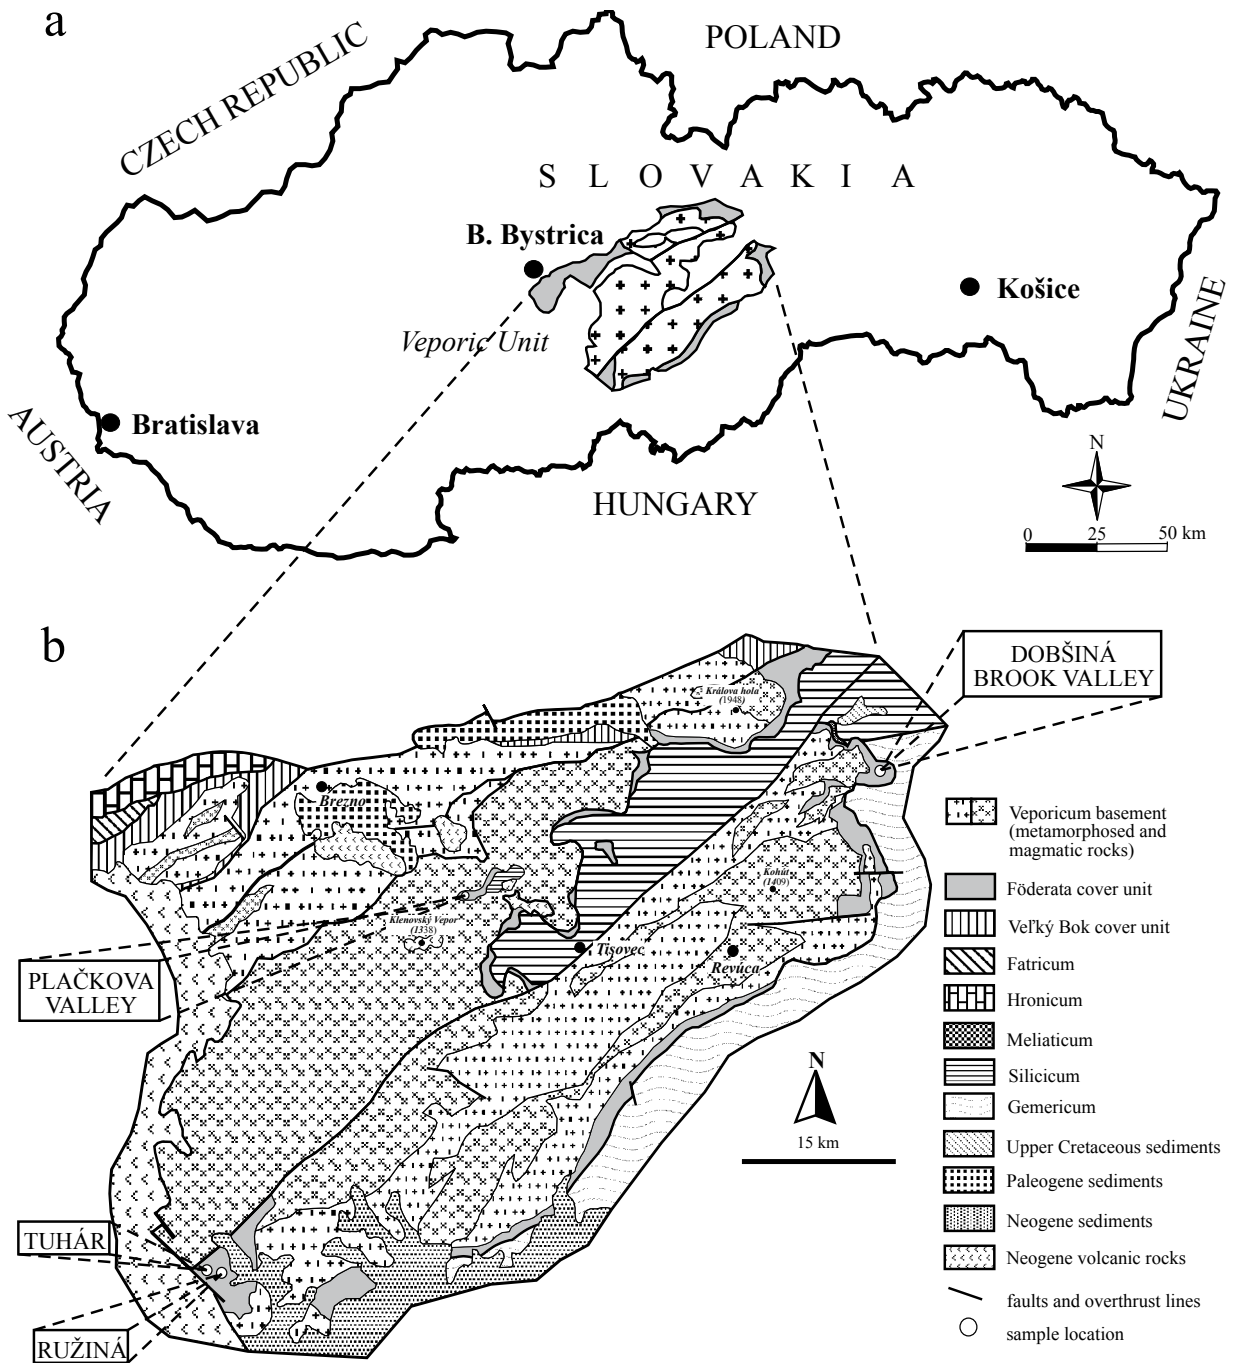 a
CZECH REPUBLIC
POLAND
S L O V A K I A
B. Bystrica
Košice
Veporic Unit
UKRAINE
Bratislava
AUSTRIA
HUNGARY
N
0 25 50 km
b
DOBŠINÁ
BROOK VALLEY
Králova hola
(1948)
Brezno
Kohút
(1409)
Klenovský Vepor
(1338)
Tisovec
Revúca
PLAČKOVA
VALLEY
N
15 km
TUHÁR
RUŽINÁ
Veporicum basement
(metamorphosed and
magmatic rocks)
Föderata cover unit
Veľký Bok cover unit
Fatricum
Hronicum
Meliaticum
Silicicum
Gemericum
Upper Cretaceous sediments
Paleogene sediments
Neogene sediments
Neogene volcanic rocks
faults and overthrust lines
sample location